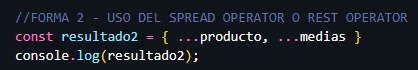 //FORMA 2 - USO DEL SPREAD OPERATOR O REST OPERATOR
const resultado2 = { ...producto, ...medias }
console.log(resultado2);